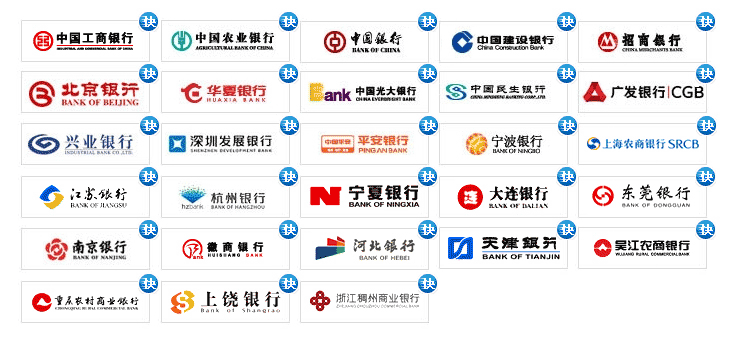 快 快 快 快 快
中国工商银行 中国农业银行 中国银行 中国建设银行 招商银行
INDUSTRIAL AND COMMERCIAL BANK OF CHINA AGRICULTURAL BANK OF CHINA BANK OF CHINA China Construction Bank CHINA MERCHANTS BANK
快 快 快 快 快
北京银行 华夏银行 Bank 中国光大银行 中国民生银行 广发银行|CGB
BANK OF BEIJING HUAXIA BANK CHINA EVERBRIGHT BANK CHINA MINSHENG BANKING CORP.,LTD.
快 快 快 快 快
兴业银行 深圳发展银行 中国平安 平安银行 宁波银行 上海农商银行 SRCB
INDUSTRIAL BANK CO.,LTD. SHENZHEN DEVELOPMENT BANK PING AN BANK BANK OF NINGBO
快 快 快 快 快
江苏银行 杭州银行 宁夏银行 大连银行 东莞银行
BANK OF JIANGSU hzbank BANK OF HANGZHOU BANK OF NINGXIA BANK OF DALIAN BANK OF DONGGUAN
快 快 快 快 快
南京银行 徽商银行 河北银行 天津银行 吴江农商银行
BANK OF NANJING HUISHANG BANK BANK OF HEBEI BANK OF TIANJIN WUJIANG RURAL COMMERCIAL BANK
快 快 快
重庆农村商业银行 上饶银行 浙江稠州商业银行
CHONGQING RURAL COMMERCIAL BANK Bank of Shangrao ZHEJIANG CHOUZHOU COMMERCIAL BANK